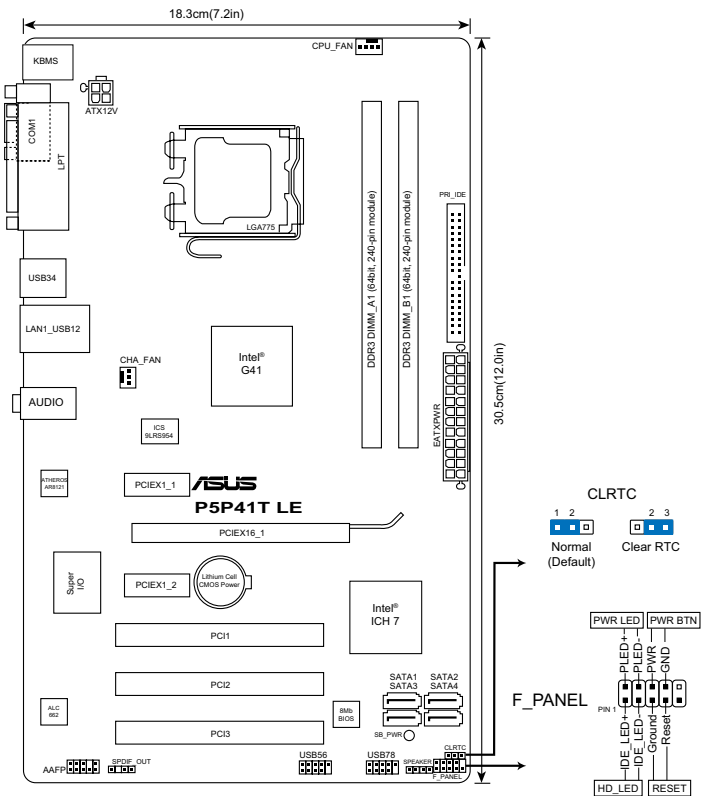 18.3cm(7.2in)
CPU_FAN
KBMS
ATX12V
COM1
LPT
LGA775
DDR3 DIMM_A1 (64bit, 240-pin module)
DDR3 DIMM_B1 (64bit, 240-pin module)
PRI_IDE
30.5cm(12.0in)
USB34
LAN1_USB12
CHA_FAN
Intel®
G41
EATXPWR
AUDIO
ICS
9LRS954
ATHEROS
AR8121
PCIEX1_1
ASUS
P5P41T LE
PCIEX16_1
Super
I/O
PCIEX1_2
Lithium Cell
CMOS Power
Intel®
ICH 7
PCI1
PCI2
PCI3
ALC
662
8Mb
BIOS
SATA1
SATA3
SATA2
SATA4
SB_PWR
CLRTC
AAFP
SPDIF_OUT
USB56
USB78
SPEAKER
F_PANEL
CLRTC
1 2
2 3
Normal
(Default)
Clear RTC
F_PANEL
PWR LED
PWR BTN
PLED+
PLED-
PWR
GND
PIN 1
IDE_LED+
IDE_LED-
Ground
Reset
HD_LED
RESET